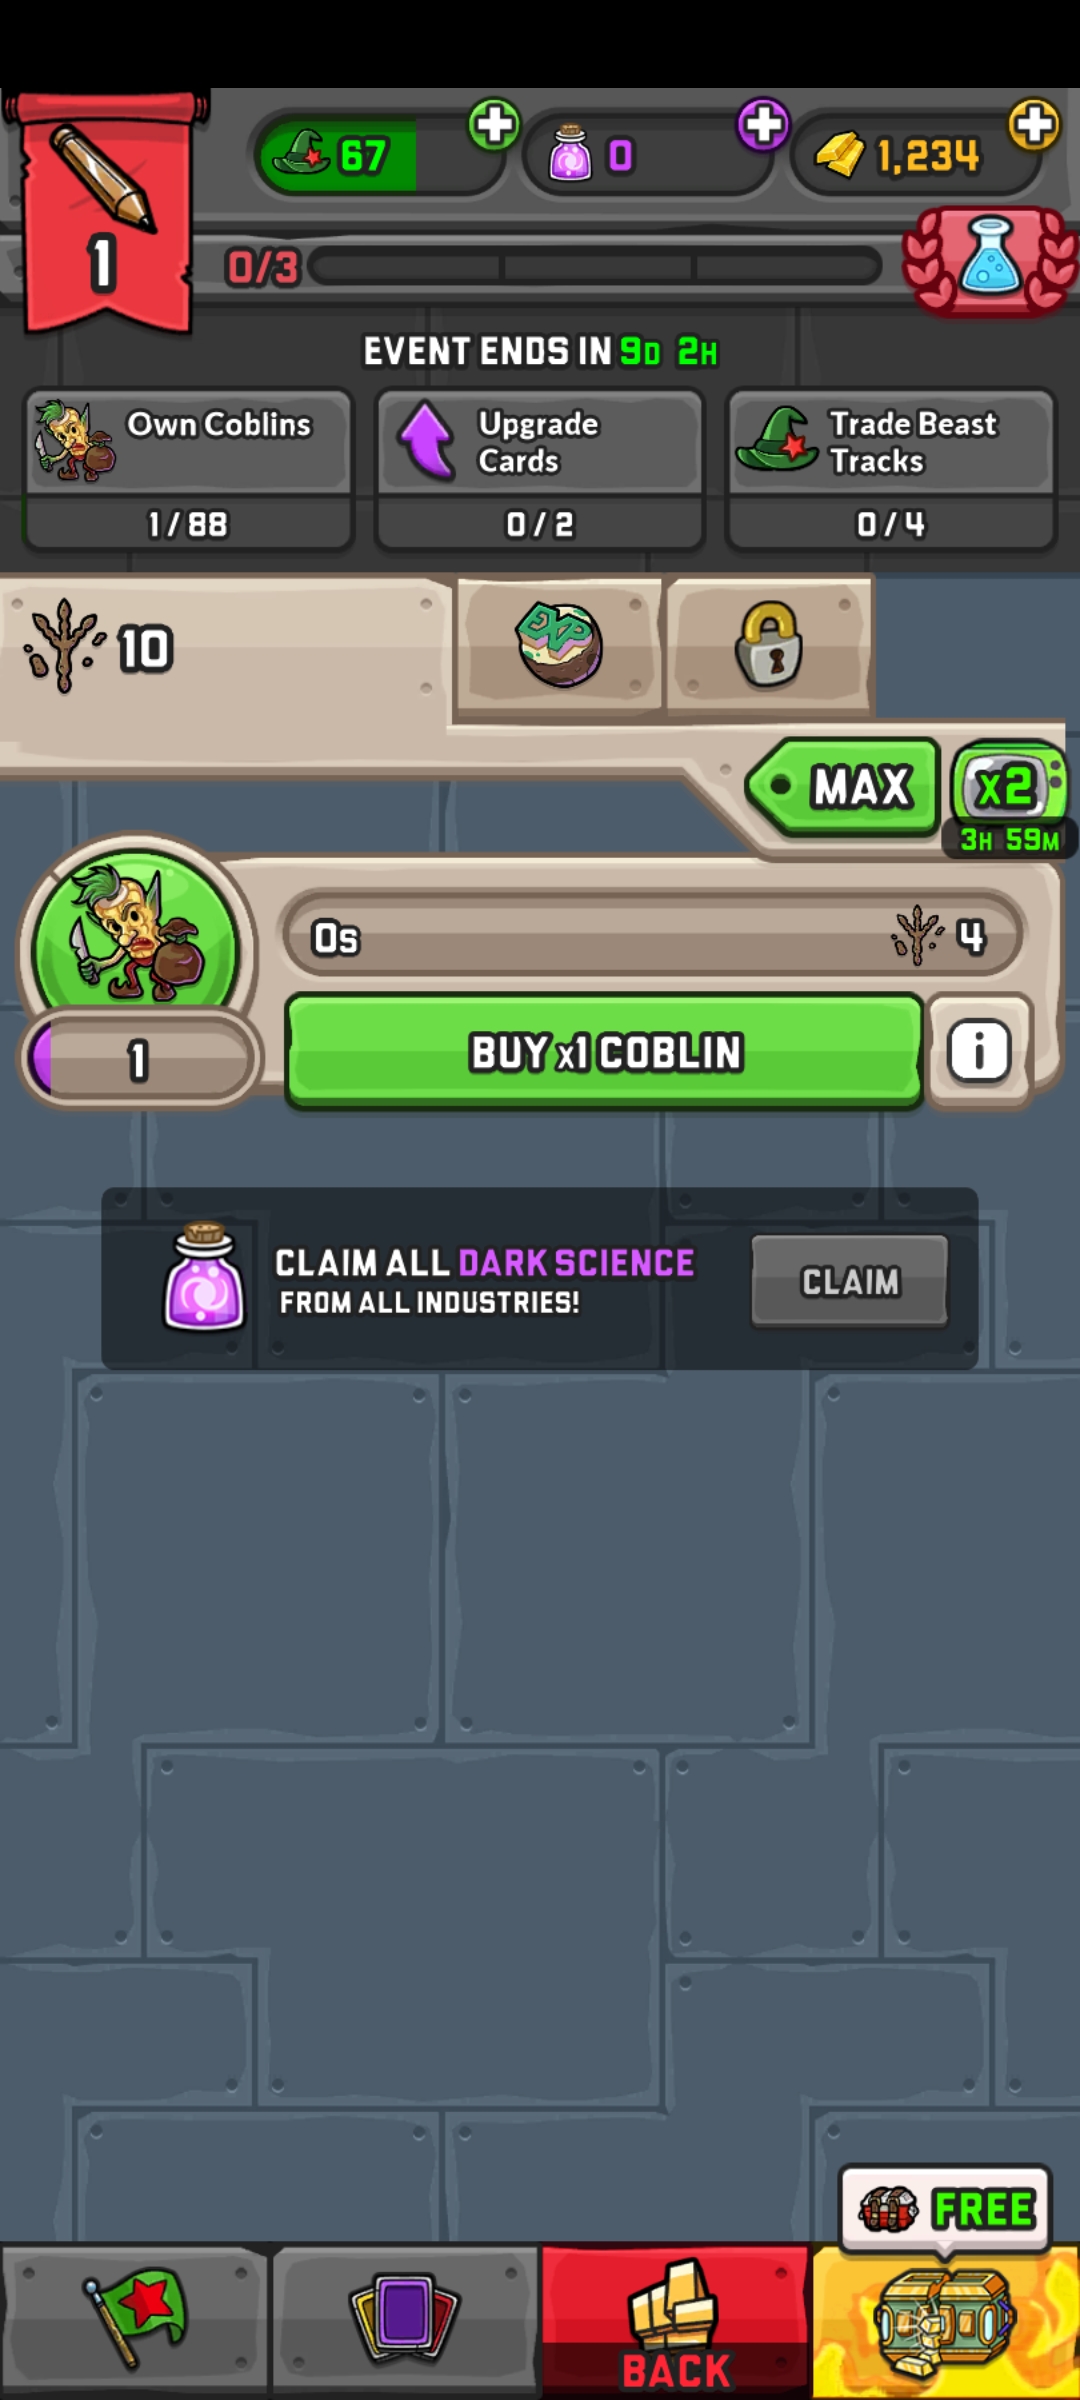 67
0
1,234
1
0/3
EVENT ENDS IN 9D 2H
Own Coblins
1/88
Upgrade
Cards
0/2
Trade Beast
Tracks
0/4
10
EXP
MAX
x2
3H 59M
0s
4
1
BUY x1 COBLIN
i
CLAIM ALL DARK SCIENCE
FROM ALL INDUSTRIES!
CLAIM
FREE
BACK